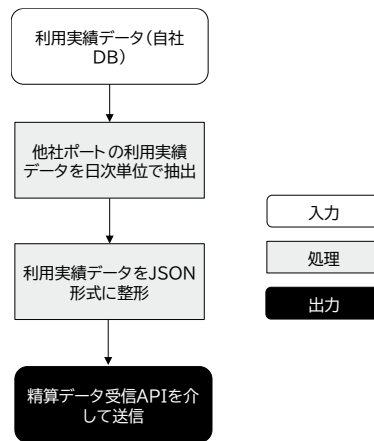 利用実績データ(自社
DB)
他社ポートの利用実績
データを日次単位で抽出
利用実績データをJSON
形式に整形
精算データ受信APIを介
して送信
入力
処理
出力